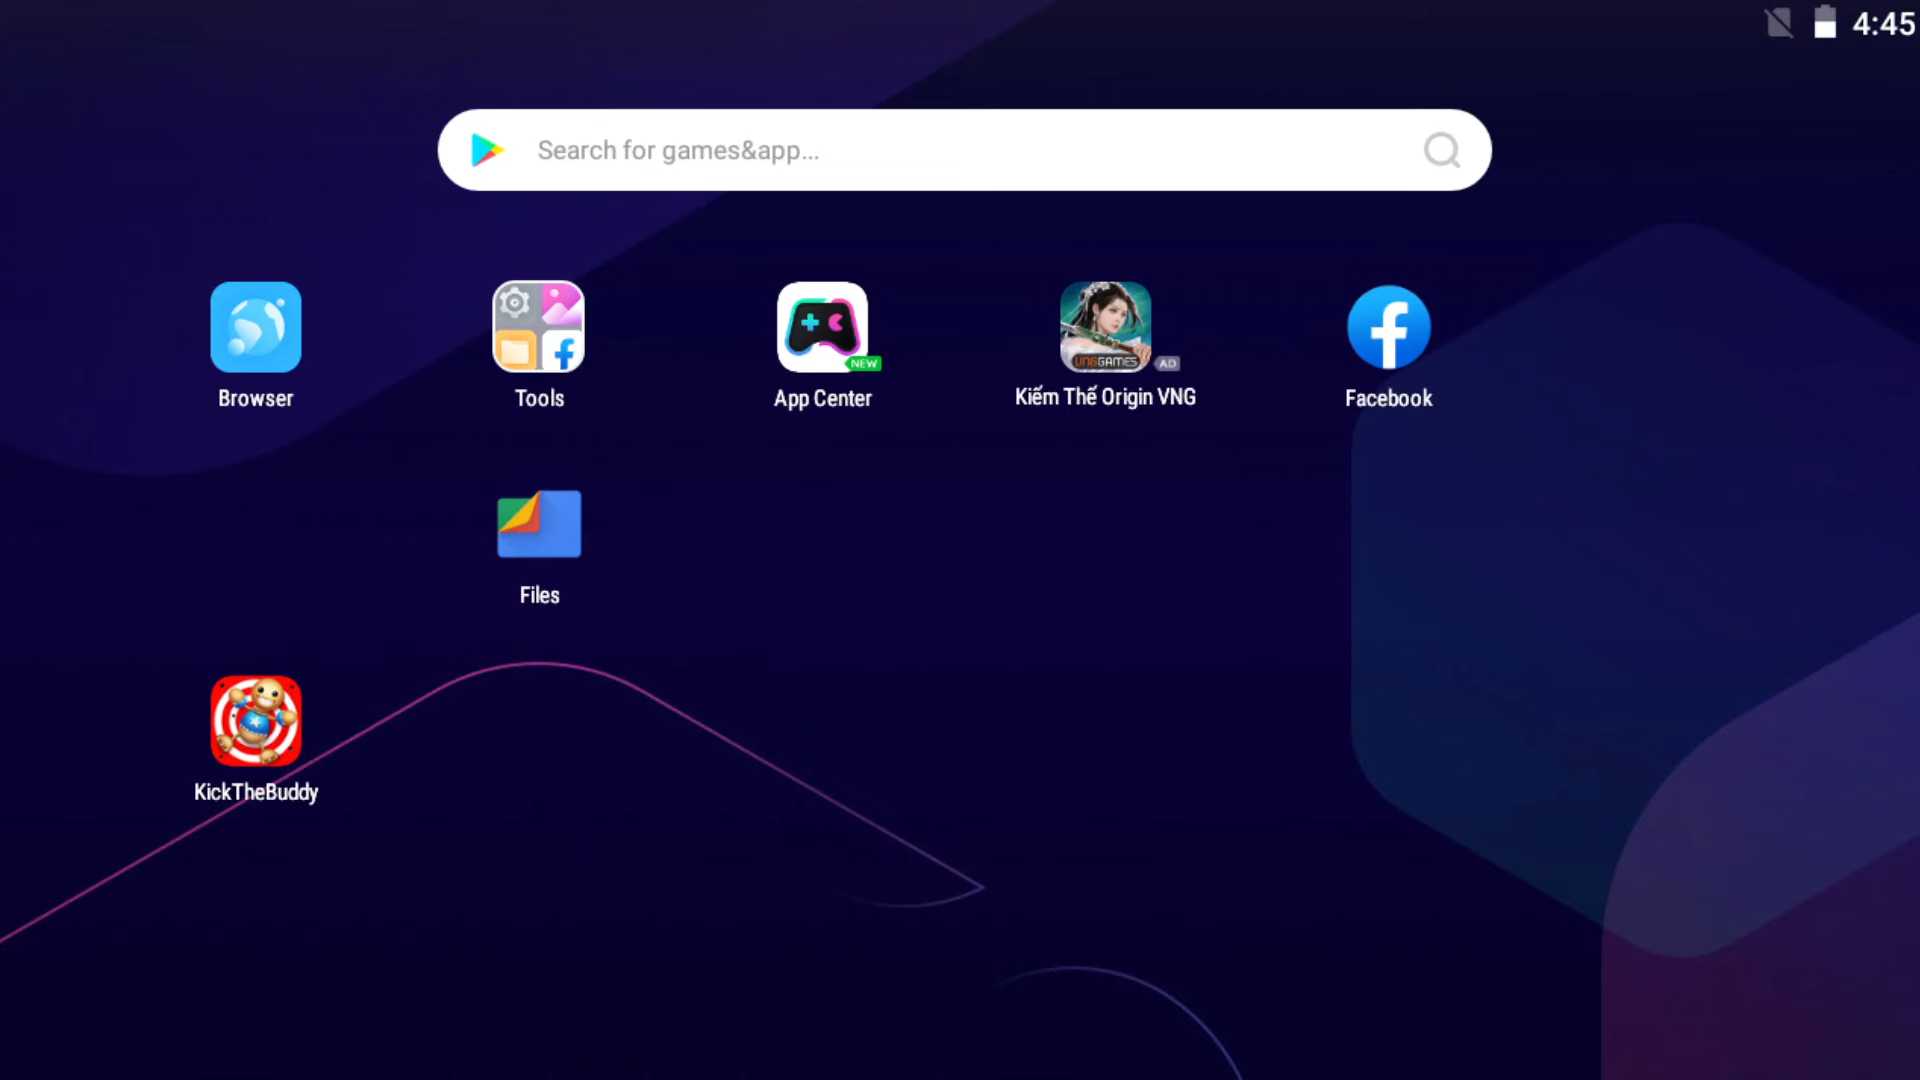 4:45
Search for games&app...
NEW
VNGGAMES
AD
Browser
Tools
App Center
Kiếm Thế Origin VNG
Facebook
Files
KickTheBuddy